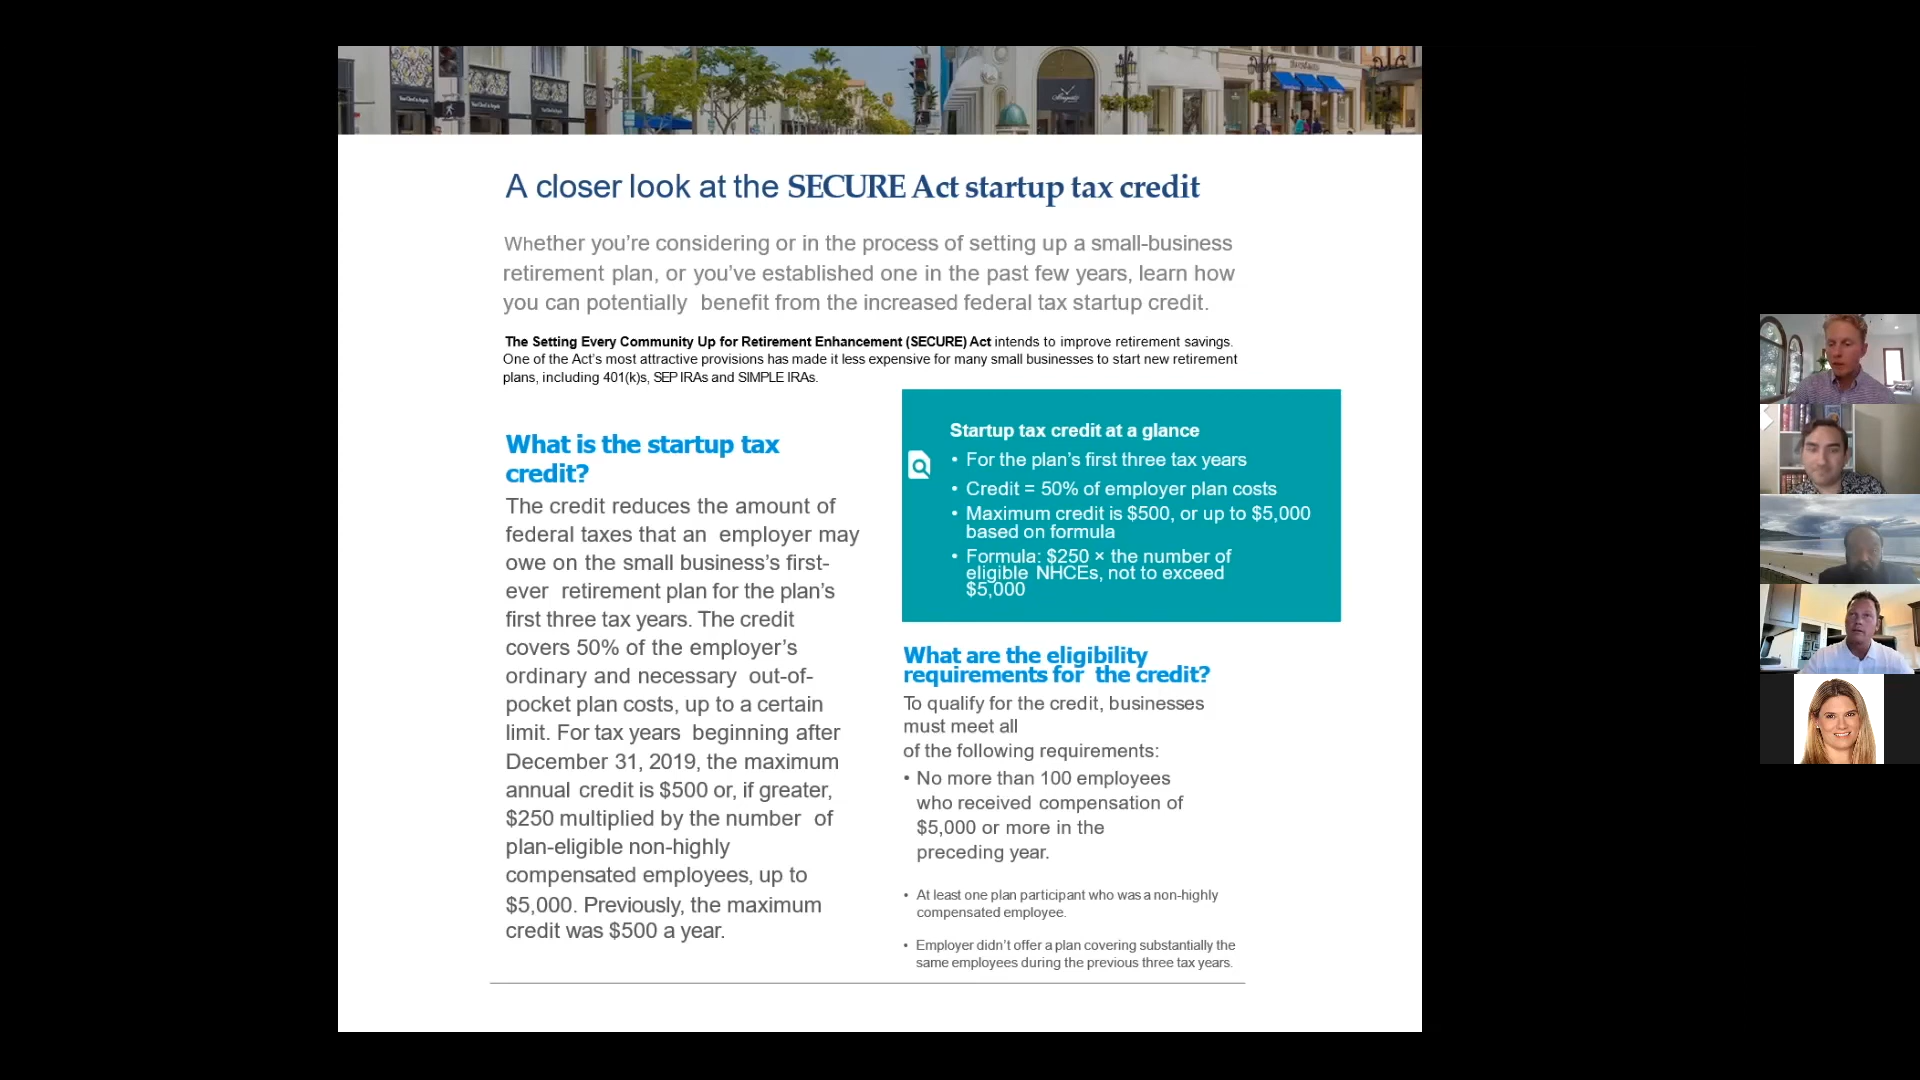 A closer look at the SECURE Act startup tax credit
Whether you’re considering or in the process of setting up a small-business
retirement plan, or you’ve established one in the past few years, learn how
you can potentially benefit from the increased federal tax startup credit.
The Setting Every Community Up for Retirement Enhancement (SECURE) Act intends to improve retirement savings.
One of the Act’s most attractive provisions has made it less expensive for many small businesses to start new retirement
plans, including 401(k)s, SEP IRAs and SIMPLE IRAs.
What is the startup tax
credit?
The credit reduces the amount of
federal taxes that an employer may
owe on the small business’s first-
ever retirement plan for the plan’s
first three tax years. The credit
covers 50% of the employer’s
ordinary and necessary out-of-
pocket plan costs, up to a certain
limit. For tax years beginning after
December 31, 2019, the maximum
annual credit is $500 or, if greater,
$250 multiplied by the number of
plan-eligible non-highly
compensated employees, up to
$5,000. Previously, the maximum
credit was $500 a year.
Startup tax credit at a glance
• For the plan’s first three tax years
• Credit = 50% of employer plan costs
• Maximum credit is $500, or up to $5,000
based on formula
• Formula: $250 × the number of
eligible NHCEs, not to exceed
$5,000
What are the eligibility
requirements for the credit?
To qualify for the credit, businesses
must meet all
of the following requirements:
• No more than 100 employees
who received compensation of
$5,000 or more in the
preceding year.
• At least one plan participant who was a non-highly
compensated employee.
• Employer didn’t offer a plan covering substantially the
same employees during the previous three tax years.